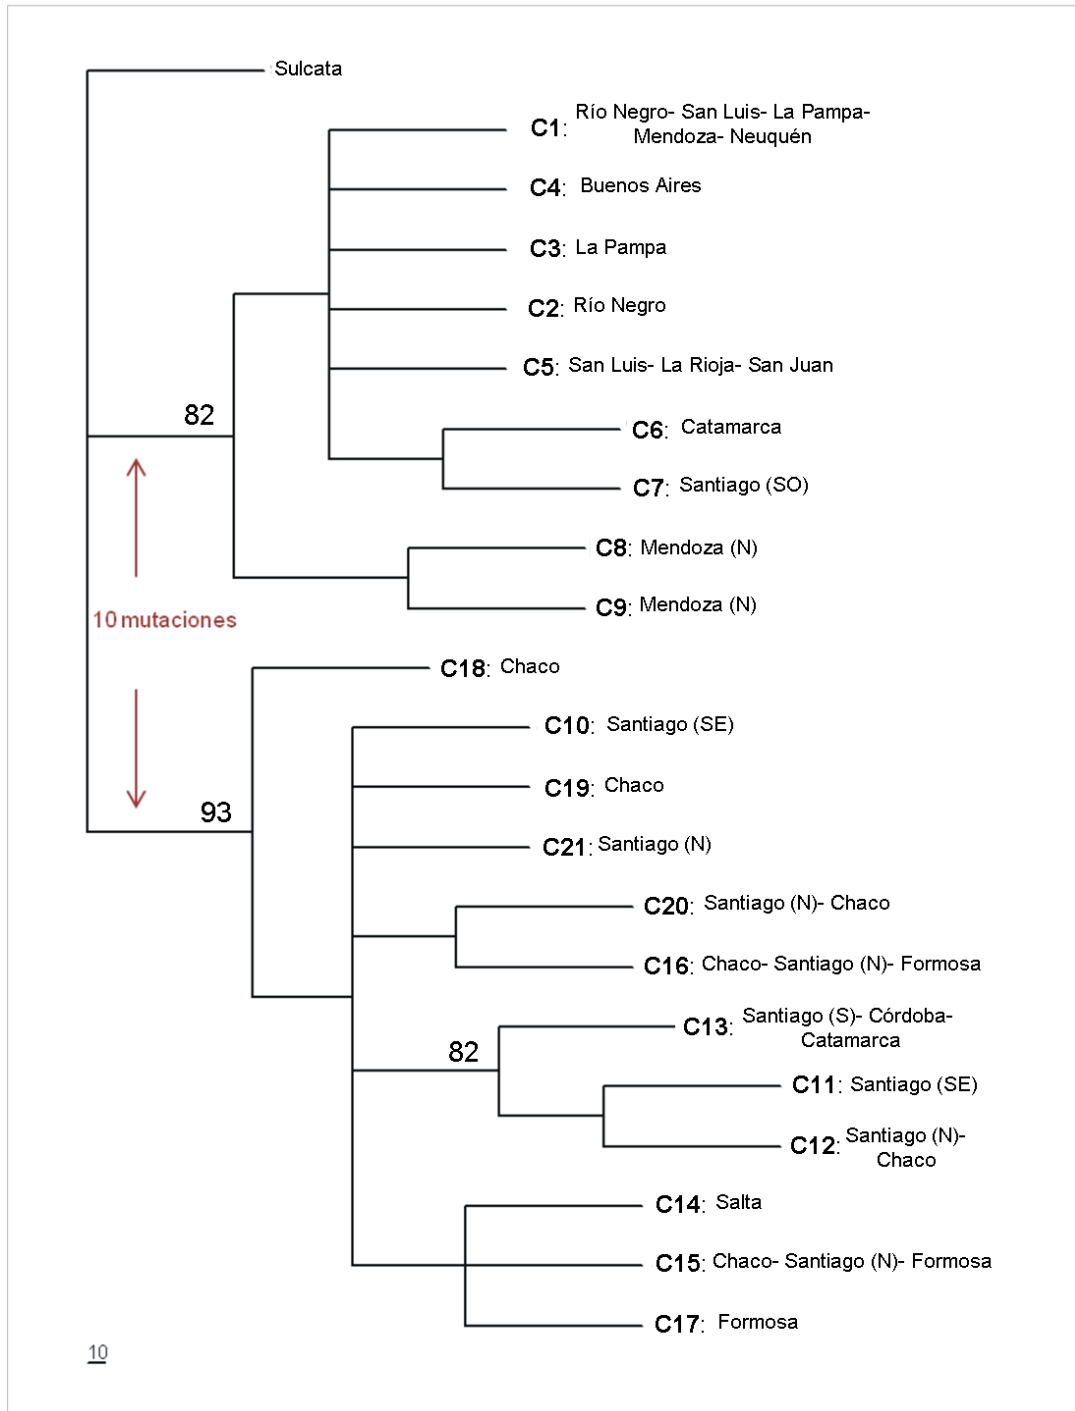 Sulcata
C1: Río Negro- San Luis- La Pampa-
Mendoza- Neuquén
C4: Buenos Aires
C3: La Pampa
C2: Río Negro
C5: San Luis- La Rioja- San Juan
82
C6: Catamarca
C7: Santiago (SO)
C8: Mendoza (N)
C9: Mendoza (N)
10 mutaciones
C18: Chaco
C10: Santiago (SE)
C19: Chaco
93
C21: Santiago (N)
C20: Santiago (N)- Chaco
C16: Chaco- Santiago (N)- Formosa
C13: Santiago (S)- Córdoba-
Catamarca
82
C11: Santiago (SE)
C12: Santiago (N)-
Chaco
C14: Salta
C15: Chaco- Santiago (N)- Formosa
C17: Formosa
10